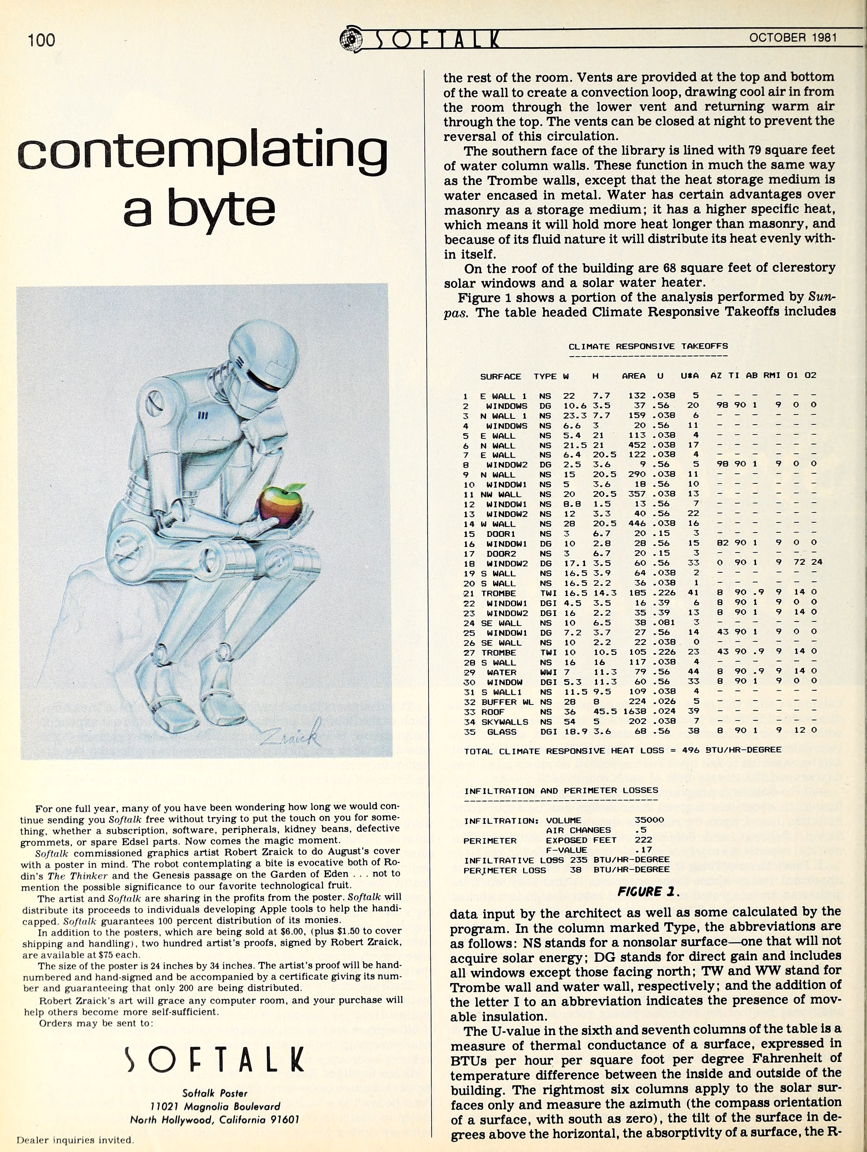 100
SOFTALK
OCTOBER 1981
contemplating
a byte
Zraick
For one full year, many of you have been wondering how long we would con-
tinue sending you Softalk free without trying to put the touch on you for some-
thing, whether a subscription, software, peripherals, kidney beans, defective
grommets, or spare Edsel parts. Now comes the magic moment.
Softalk commissioned graphics artist Robert Zraick to do August's cover
with a poster in mind. The robot contemplating a bite is evocative both of Ro-
din's The Thinker and the Genesis passage on the Garden of Eden . . . not to
mention the possible significance to our favorite technological fruit.
The artist and Softalk are sharing in the profits from the poster. Softalk will
distribute its proceeds to individuals developing Apple tools to help the handi-
capped. Softalk guarantees 100 percent distribution of its monies.
In addition to the posters, which are being sold at $6.00, (plus $1.50 to cover
shipping and handling), two hundred artist's proofs, signed by Robert Zraick,
are available at $75 each.
The size of the poster is 24 inches by 34 inches. The artist's proof will be hand-
numbered and hand-signed and be accompanied by a certificate giving its num-
ber and guaranteeing that only 200 are being distributed.
Robert Zraick's art will grace any computer room, and your purchase will
help others become more self-sufficient.
Orders may be sent to:
SOFTALK
Softalk Poster
11021 Magnolia Boulevard
North Hollywood, California 91601
Dealer inquiries invited.
the rest of the room. Vents are provided at the top and bottom
of the wall to create a convection loop, drawing cool air in from
the room through the lower vent and returning warm air
through the top. The vents can be closed at night to prevent the
reversal of this circulation.
The southern face of the library is lined with 79 square feet
of water column walls. These function in much the same way
as the Trombe walls, except that the heat storage medium is
water encased in metal. Water has certain advantages over
masonry as a storage medium; it has a higher specific heat,
which means it will hold more heat longer than masonry, and
because of its fluid nature it will distribute its heat evenly with-
in itself.
On the roof of the building are 68 square feet of clerestory
solar windows and a solar water heater.
Figure 1 shows a portion of the analysis performed by Sun-
pas. The table headed Climate Responsive Takeoffs includes
CLIMATE RESPONSIVE TAKEOFFS
---------------------------
SURFACE TYPE W H AREA U U*A AZ TI AB RMI O1 O2
1 E WALL 1 NS 22 7.7 132 .038 5 - - - - - -
2 WINDOWS DG 10.6 3.5 37 .56 20 98 90 1 9 0 0
3 N WALL 1 NS 23.3 7.7 159 .038 6 - - - - - -
4 WINDOWS NS 6.6 3 20 .56 11 - - - - - -
5 E WALL NS 5.4 21 113 .038 4 - - - - - -
6 N WALL NS 21.5 21 452 .038 17 - - - - - -
7 E WALL NS 6.4 20.5 122 .038 4 - - - - - -
8 WINDOW2 DG 2.5 3.6 9 .56 5 98 90 1 9 0 0
9 N WALL NS 15 20.5 290 .038 11 - - - - - -
10 WINDOW1 NS 5 3.6 18 .56 10 - - - - - -
11 NW WALL NS 20 20.5 357 .038 13 - - - - - -
12 WINDOW1 NS 8.8 1.5 13 .56 7 - - - - - -
13 WINDOW2 NS 12 3.3 40 .56 22 - - - - - -
14 W WALL NS 28 20.5 446 .038 16 - - - - - -
15 DOOR1 NS 3 6.7 20 .15 3 - - - - - -
16 WINDOW1 DG 10 2.8 28 .56 15 82 90 1 9 0 0
17 DOOR2 NS 3 6.7 20 .15 3 - - - - - -
18 WINDOW2 DG 17.1 3.5 60 .56 33 0 90 1 9 72 24
19 S WALL NS 16.5 3.9 64 .038 2 - - - - - -
20 S WALL NS 16.5 2.2 36 .038 1 - - - - - -
21 TROMBE TWI 16.5 14.3 185 .226 41 8 90 .9 9 14 0
22 WINDOW1 DGI 4.5 3.5 16 .39 6 8 90 1 9 0 0
23 WINDOW2 DGI 16 2.2 35 .39 13 8 90 1 9 14 0
24 SE WALL NS 10 6.5 38 .081 3 - - - - - -
25 WINDOW1 DG 7.2 3.7 27 .56 14 43 90 1 9 0 0
26 SE WALL NS 10 2.2 22 .038 0 - - - - - -
27 TROMBE TWI 10 10.5 105 .226 23 43 90 .9 9 14 0
28 S WALL NS 16 16 117 .038 4 - - - - - -
29 WATER WWI 7 11.3 79 .56 44 8 90 .9 9 14 0
30 WINDOW DGI 5.3 11.3 60 .56 33 8 90 1 9 0 0
31 S WALL1 NS 11.5 9.5 109 .038 4 - - - - - -
32 BUFFER WL NS 28 8 224 .026 5 - - - - - -
33 ROOF NS 36 45.5 1638 .024 39 - - - - - -
34 SKYWALLS NS 54 5 202 .038 7 - - - - - -
35 GLASS DGI 18.9 3.6 68 .56 38 8 90 1 9 12 0
TOTAL CLIMATE RESPONSIVE HEAT LOSS = 496 BTU/HR-DEGREE
INFILTRATION AND PERIMETER LOSSES
---------------------------------
INFILTRATION: VOLUME 35000
AIR CHANGES .5
PERIMETER EXPOSED FEET 222
F-VALUE .17
INFILTRATIVE LOSS 235 BTU/HR-DEGREE
PERIMETER LOSS 38 BTU/HR-DEGREE
FIGURE 1.
data input by the architect as well as some calculated by the
program. In the column marked Type, the abbreviations are
as follows: NS stands for a nonsolar surface—one that will not
acquire solar energy; DG stands for direct gain and includes
all windows except those facing north; TW and WW stand for
Trombe wall and water wall, respectively; and the addition of
the letter I to an abbreviation indicates the presence of mov-
able insulation.
The U-value in the sixth and seventh columns of the table is a
measure of thermal conductance of a surface, expressed in
BTUs per hour per square foot per degree Fahrenheit of
temperature difference between the inside and outside of the
building. The rightmost six columns apply to the solar sur-
faces only and measure the azimuth (the compass orientation
of a surface, with south as zero), the tilt of the surface in de-
grees above the horizontal, the absorptivity of a surface, the R-